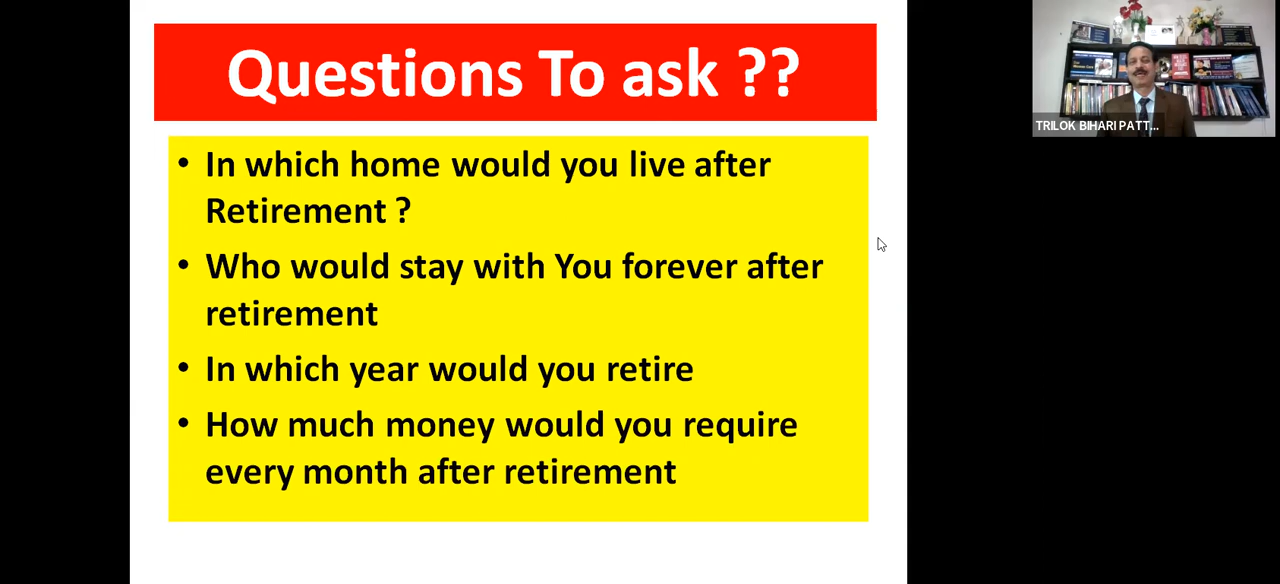 Questions To ask ??
• In which home would you live after
Retirement ?
• Who would stay with You forever after
retirement
• In which year would you retire
• How much money would you require
every month after retirement
TRILOK BIHARI PATT...